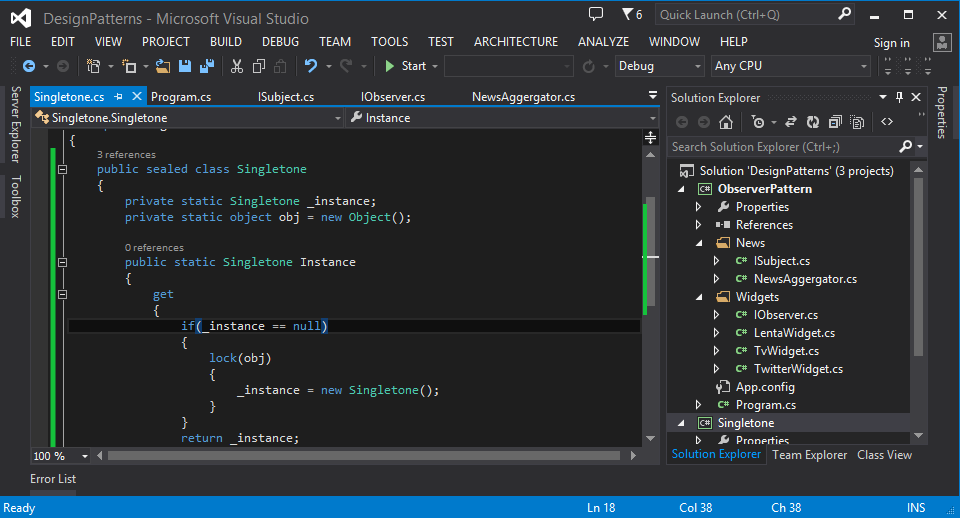 DesignPatterns - Microsoft Visual Studio
6
Quick Launch (Ctrl+Q)
FILE EDIT VIEW PROJECT BUILD DEBUG TEAM TOOLS TEST ARCHITECTURE ANALYZE WINDOW HELP
Sign in
Start
Debug
Any CPU
Server Explorer
Toolbox
Singletone.cs
Program.cs
ISubject.cs
IObserver.cs
NewsAggergator.cs
Singletone.Singletone
Instance
{
3 references
public sealed class Singletone
{
private static Singletone _instance;
private static object obj = new Object();
0 references
public static Singletone Instance
{
get
{
if(_instance == null)
{
lock(obj)
{
_instance = new Singletone();
}
}
return _instance;
100 %
Solution Explorer
Search Solution Explorer (Ctrl+;)
Solution 'DesignPatterns' (3 projects)
C# ObserverPattern
Properties
References
News
C# ISubject.cs
C# NewsAggergator.cs
Widgets
C# IObserver.cs
C# LentaWidget.cs
C# TvWidget.cs
C# TwitterWidget.cs
App.config
C# Program.cs
C# Singletone
Properties
Solution Explorer Team Explorer Class View
Properties
Error List
Ready
Ln 18
Col 38
Ch 38
INS